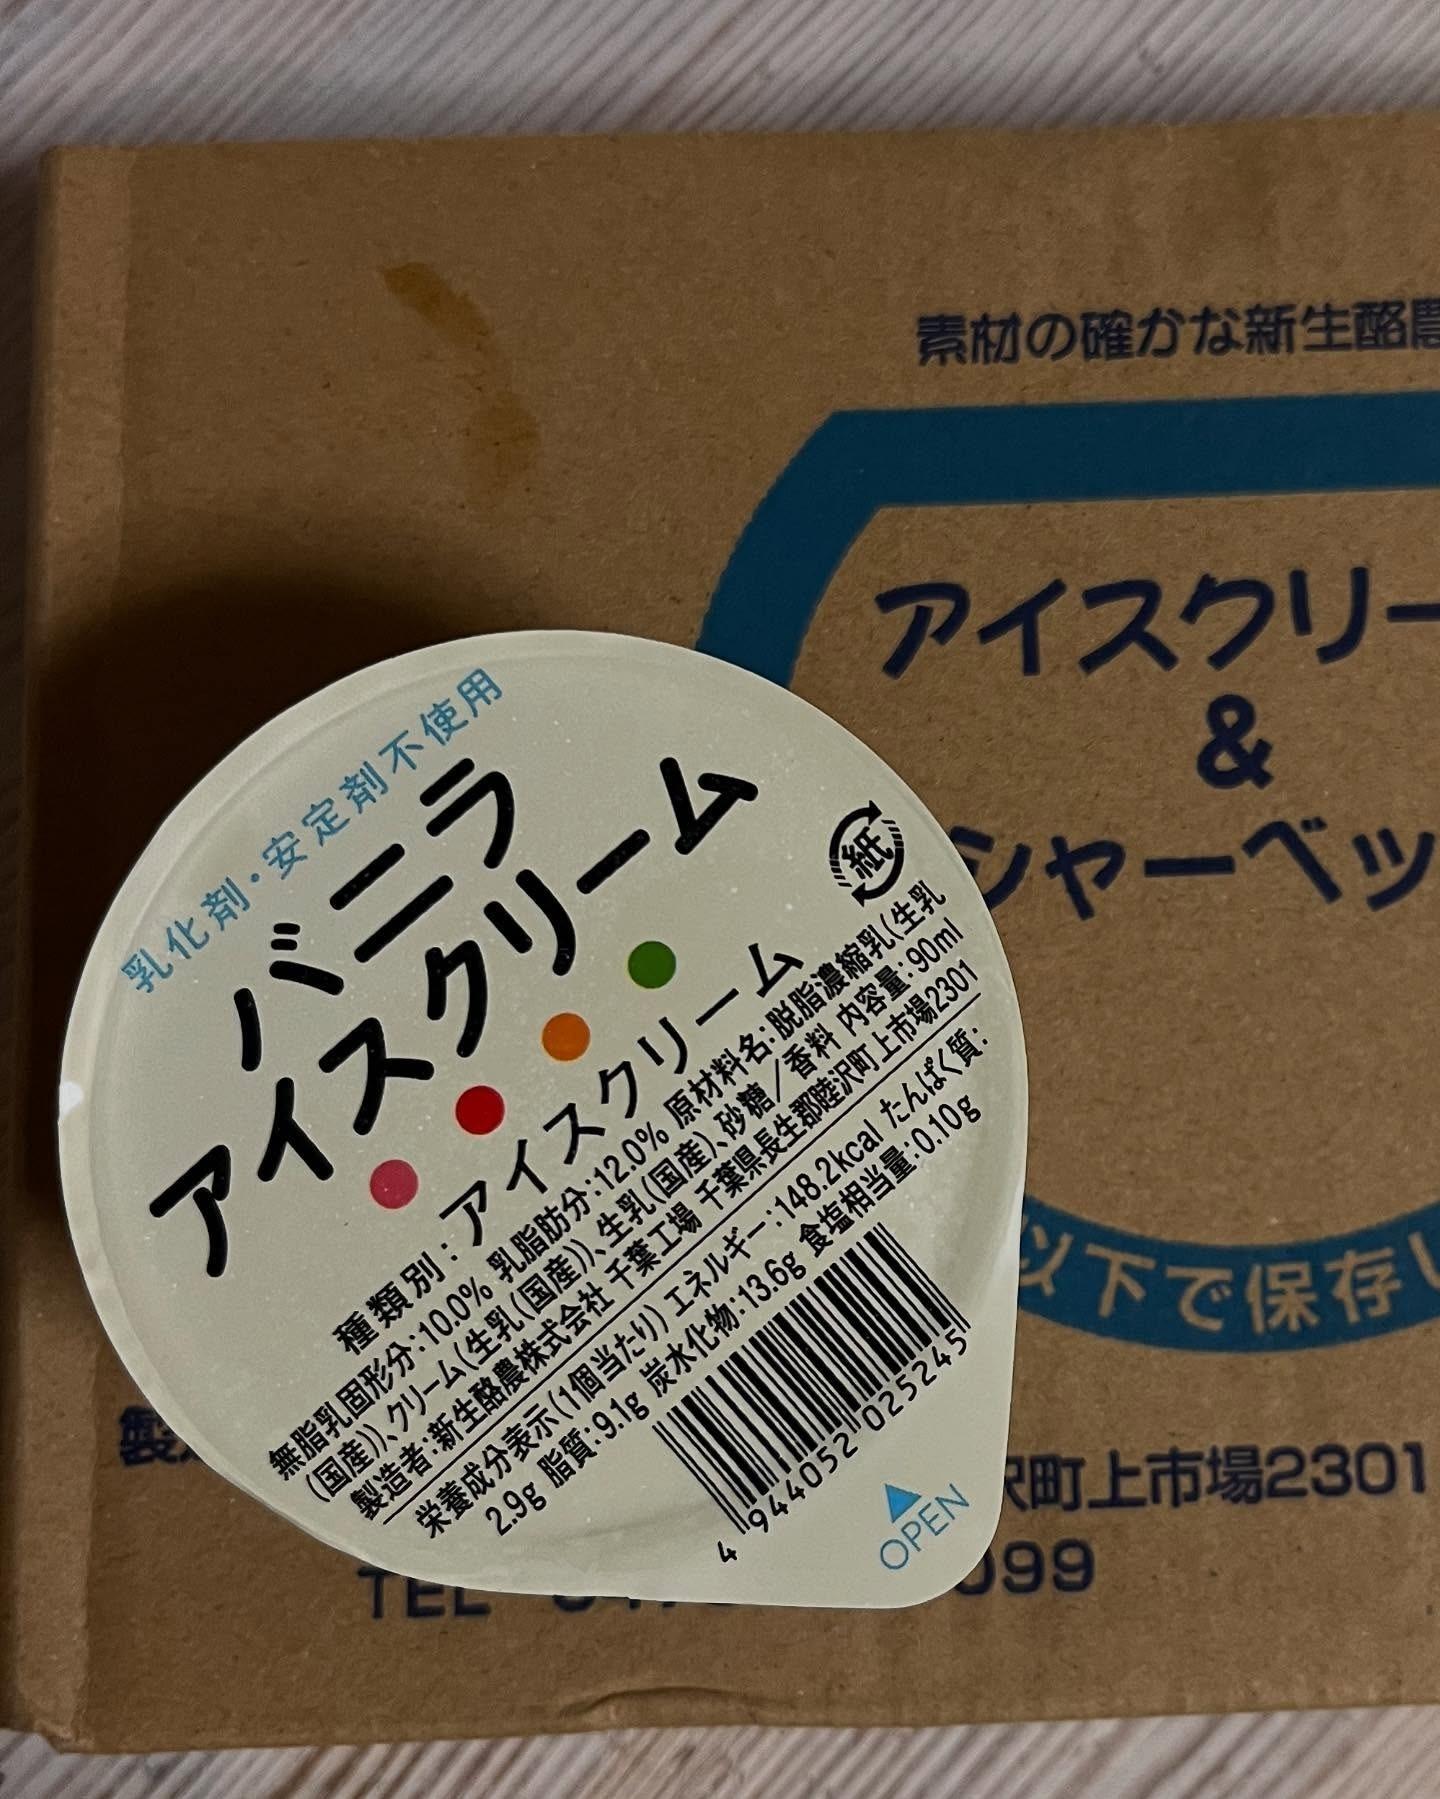 素材の確かな新生酪農
アイスクリー
&
シャーベッ
以下で保存し
沢町上市場2301
TEL
099
乳化剤・安定剤不使用
バニラ
アイスクリーム
紙
種類別:アイスクリーム
無脂乳固形分:10.0% 乳脂肪分:12.0% 原材料名:脱脂濃縮乳(生乳
(国産))、クリーム(生乳(国産))、生乳(国産)、砂糖/香料 内容量:90ml
製造者:新生酪農株式会社 千葉工場 千葉県長生郡睦沢町上市場2301
栄養成分表示(1個当たり) エネルギー:148.2kcal たんぱく質:
2.9g 脂質:9.1g 炭水化物:13.6g 食塩相当量:0.10g
4 944052 025245
OPEN